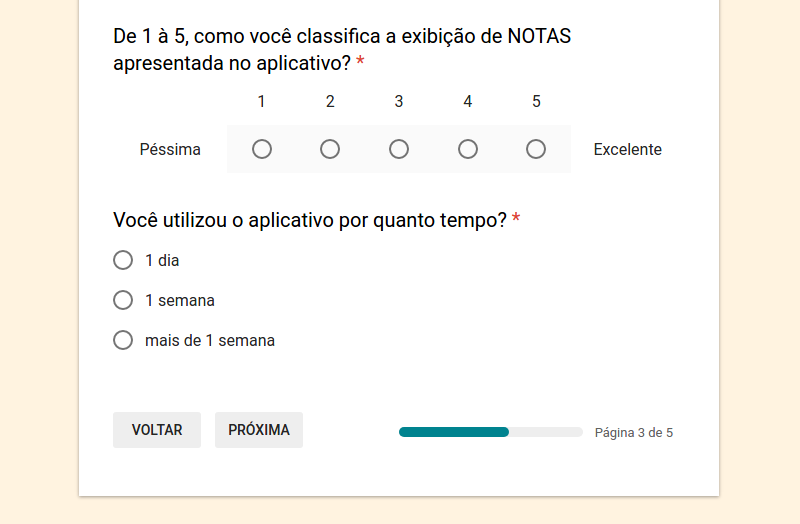 De 1 à 5, como você classifica a exibição de NOTAS
apresentada no aplicativo? *
1 2 3 4 5
Péssima Excelente
Você utilizou o aplicativo por quanto tempo? *
1 dia
1 semana
mais de 1 semana
VOLTAR PRÓXIMA Página 3 de 5